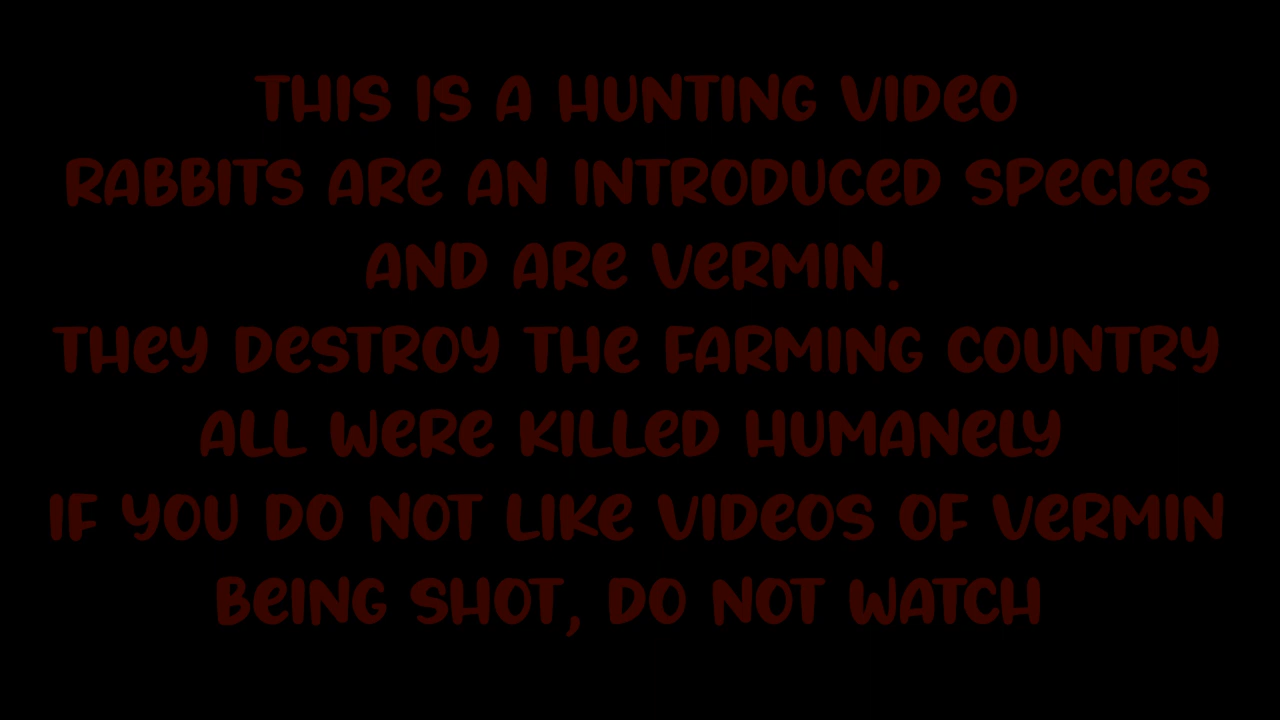 THIS IS A HUNTING VIDEO
RABBITS ARE AN INTRODUCED SPECIES
AND ARE VERMIN.
THEY DESTROY THE FARMING COUNTRY
ALL WERE KILLED HUMANELY
IF YOU DO NOT LIKE VIDEOS OF VERMIN
BEING SHOT, DO NOT WATCH